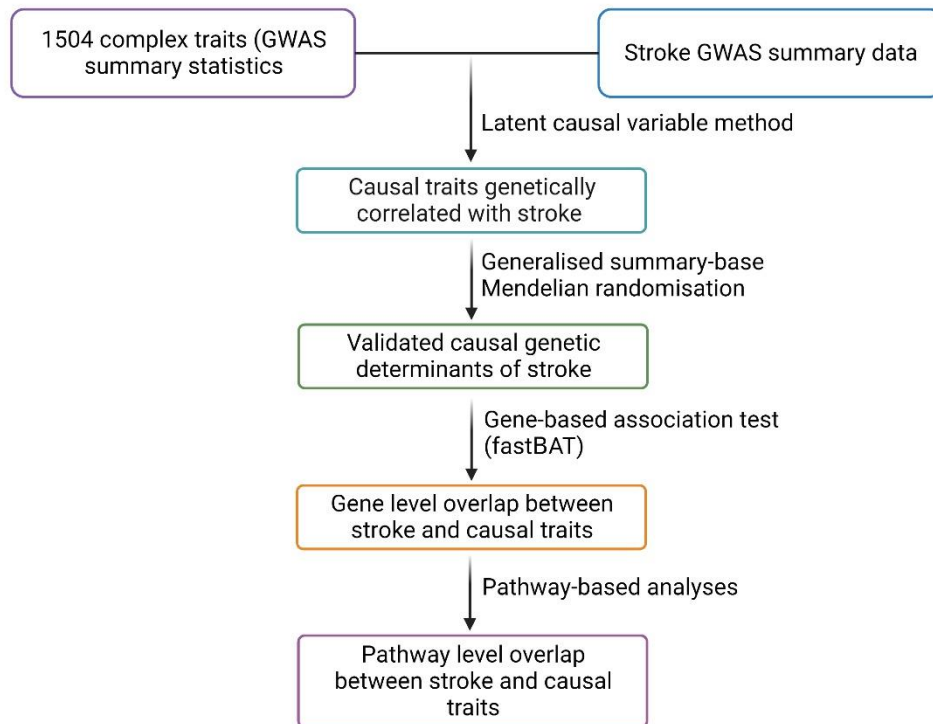 1504 complex traits (GWAS
summary statistics
Stroke GWAS summary data
Latent causal variable method
Causal traits genetically
correlated with stroke
Generalised summary-base
Mendelian randomisation
Validated causal genetic
determinants of stroke
Gene-based association test
(fastBAT)
Gene level overlap between
stroke and causal traits
Pathway-based analyses
Pathway level overlap
between stroke and causal
traits